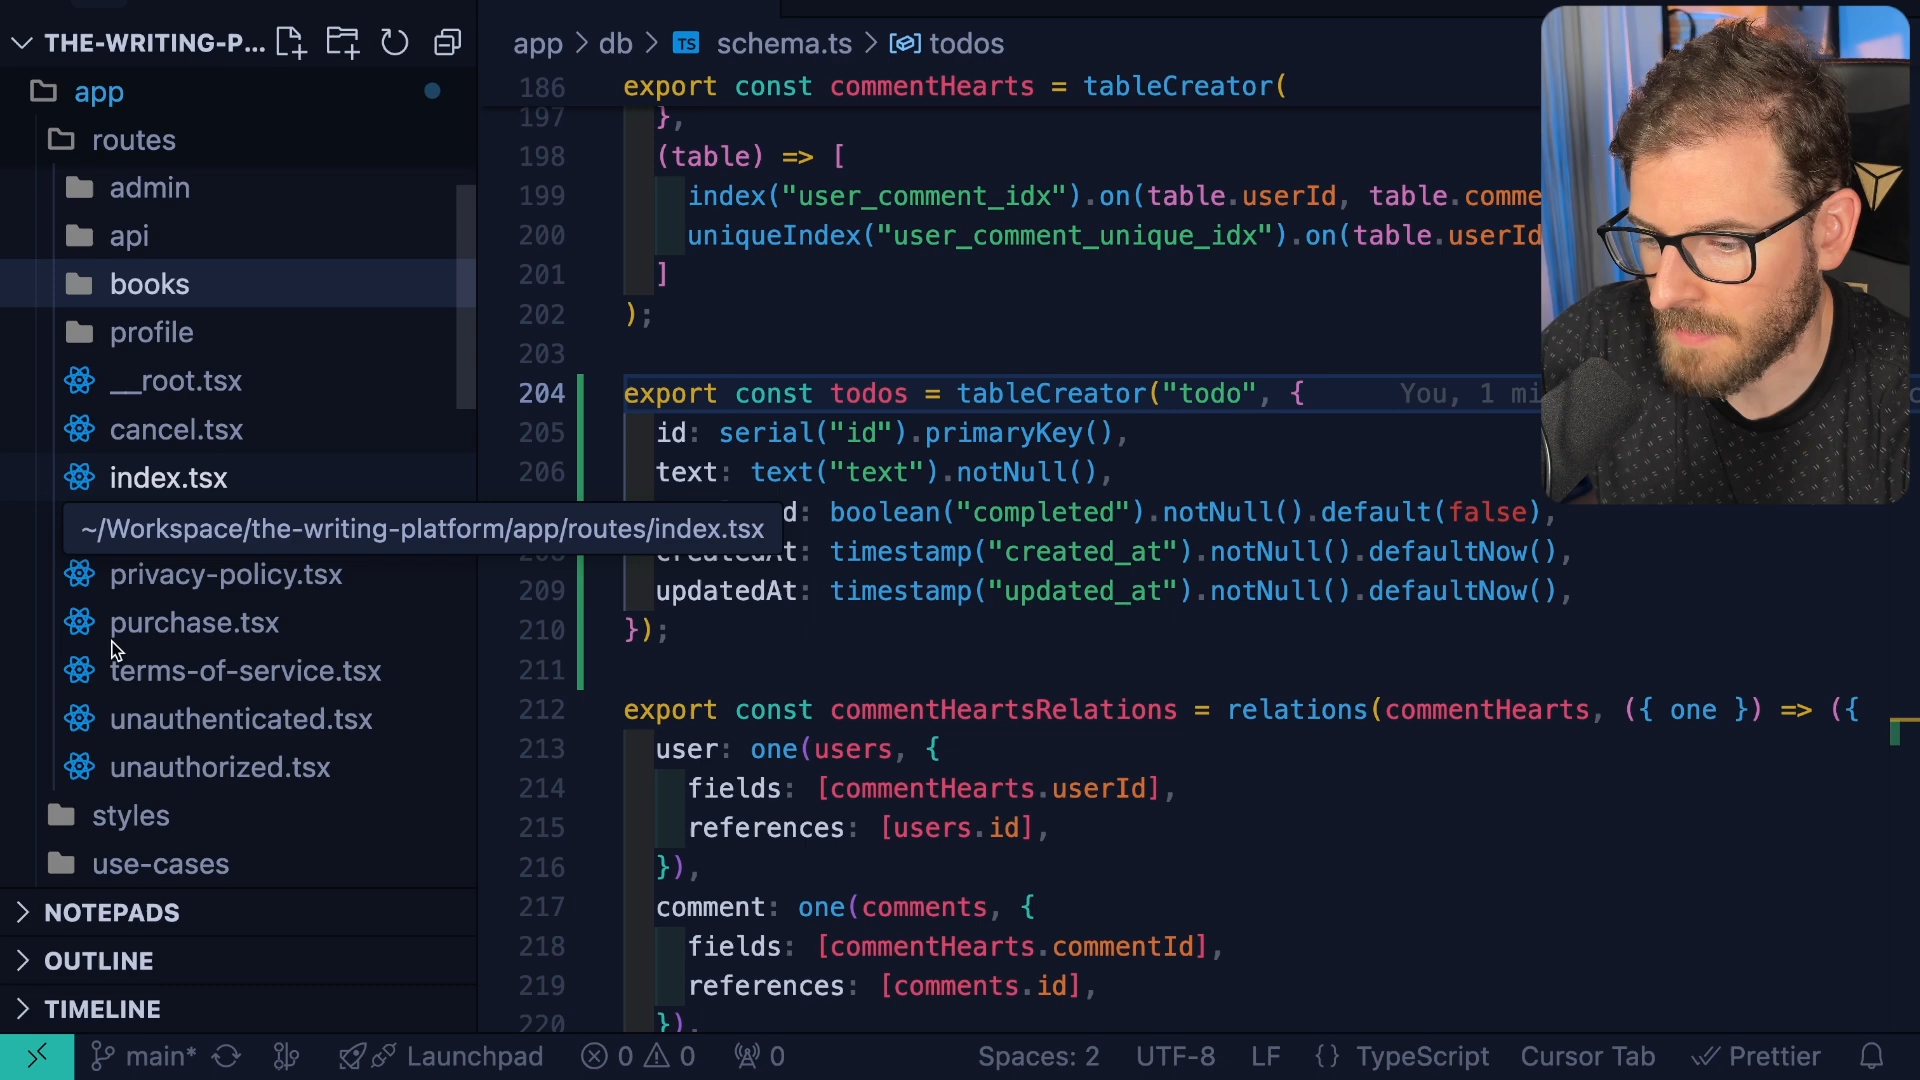 THE-WRITING-P...
app
routes
admin
api
books
profile
__root.tsx
cancel.tsx
index.tsx
~/Workspace/the-writing-platform/app/routes/index.tsx
privacy-policy.tsx
purchase.tsx
terms-of-service.tsx
unauthenticated.tsx
unauthorized.tsx
styles
use-cases
NOTEPADS
OUTLINE
TIMELINE
app > db > TS schema.ts > todos
186 export const commentHearts = tableCreator(
197 },
198 (table) => [
199 index("user_comment_idx").on(table.userId, table.comme
200 uniqueIndex("user_comment_unique_idx").on(table.userId
201 ]
202 );
203
204 export const todos = tableCreator("todo", { You, 1 mi
205 id: serial("id").primaryKey(),
206 text: text("text").notNull(),
d: boolean("completed").notNull().default(false),
createdAt: timestamp("created_at").notNull().defaultNow(),
209 updatedAt: timestamp("updated_at").notNull().defaultNow(),
210 });
211
212 export const commentHeartsRelations = relations(commentHearts, ({ one }) => ({
213 user: one(users, {
214 fields: [commentHearts.userId],
215 references: [users.id],
216 }),
217 comment: one(comments, {
218 fields: [commentHearts.commentId],
219 references: [comments.id],
220 }),
main* Launchpad 0 0 0 Spaces: 2 UTF-8 LF {} TypeScript Cursor Tab Prettier